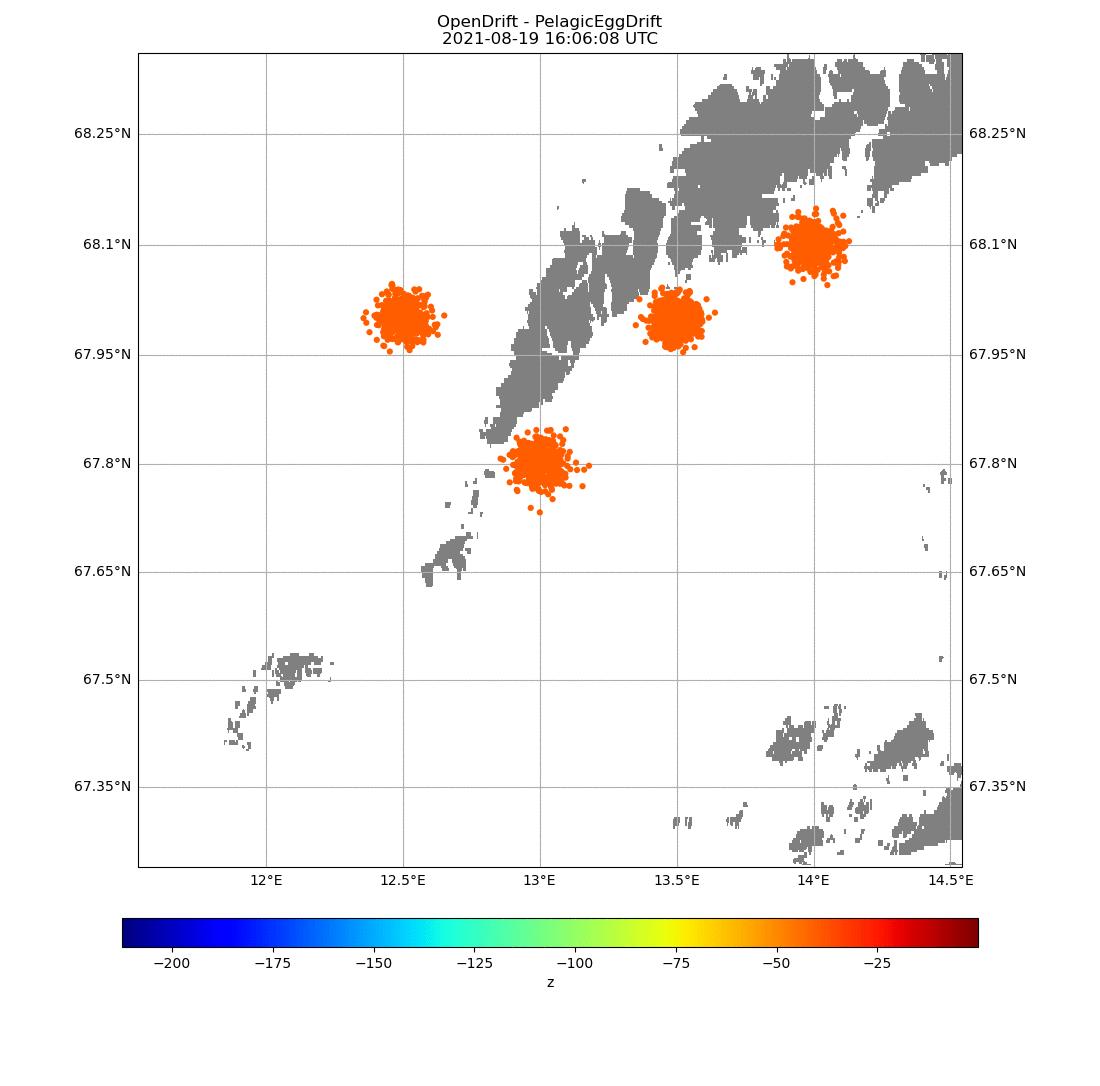 OpenDrift - PelagicEggDrift
2021-08-19 16:06:08 UTC
68.25°N 68.25°N
68.1°N 68.1°N
67.95°N 67.95°N
67.8°N 67.8°N
67.65°N 67.65°N
67.5°N 67.5°N
67.35°N 67.35°N
12°E 12.5°E 13°E 13.5°E 14°E 14.5°E
−200 −175 −150 −125 −100 −75 −50 −25
z